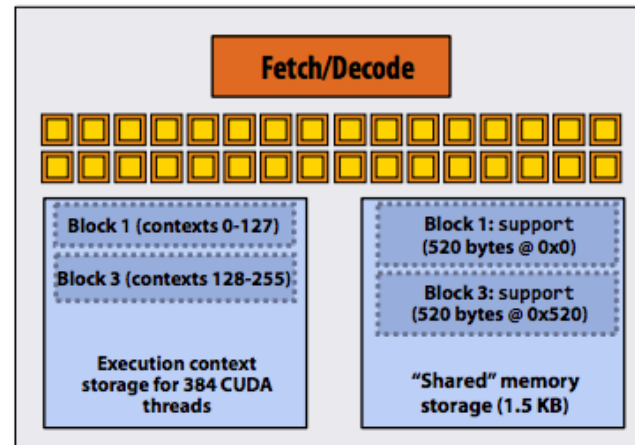 Fetch/Decode
Block 1 (contexts 0-127)
Block 3 (contexts 128-255)
Execution context
storage for 384 CUDA
threads
Block 1: support
(520 bytes @ 0x0)
Block 3: support
(520 bytes @ 0x520)
“Shared” memory
storage (1.5 KB)